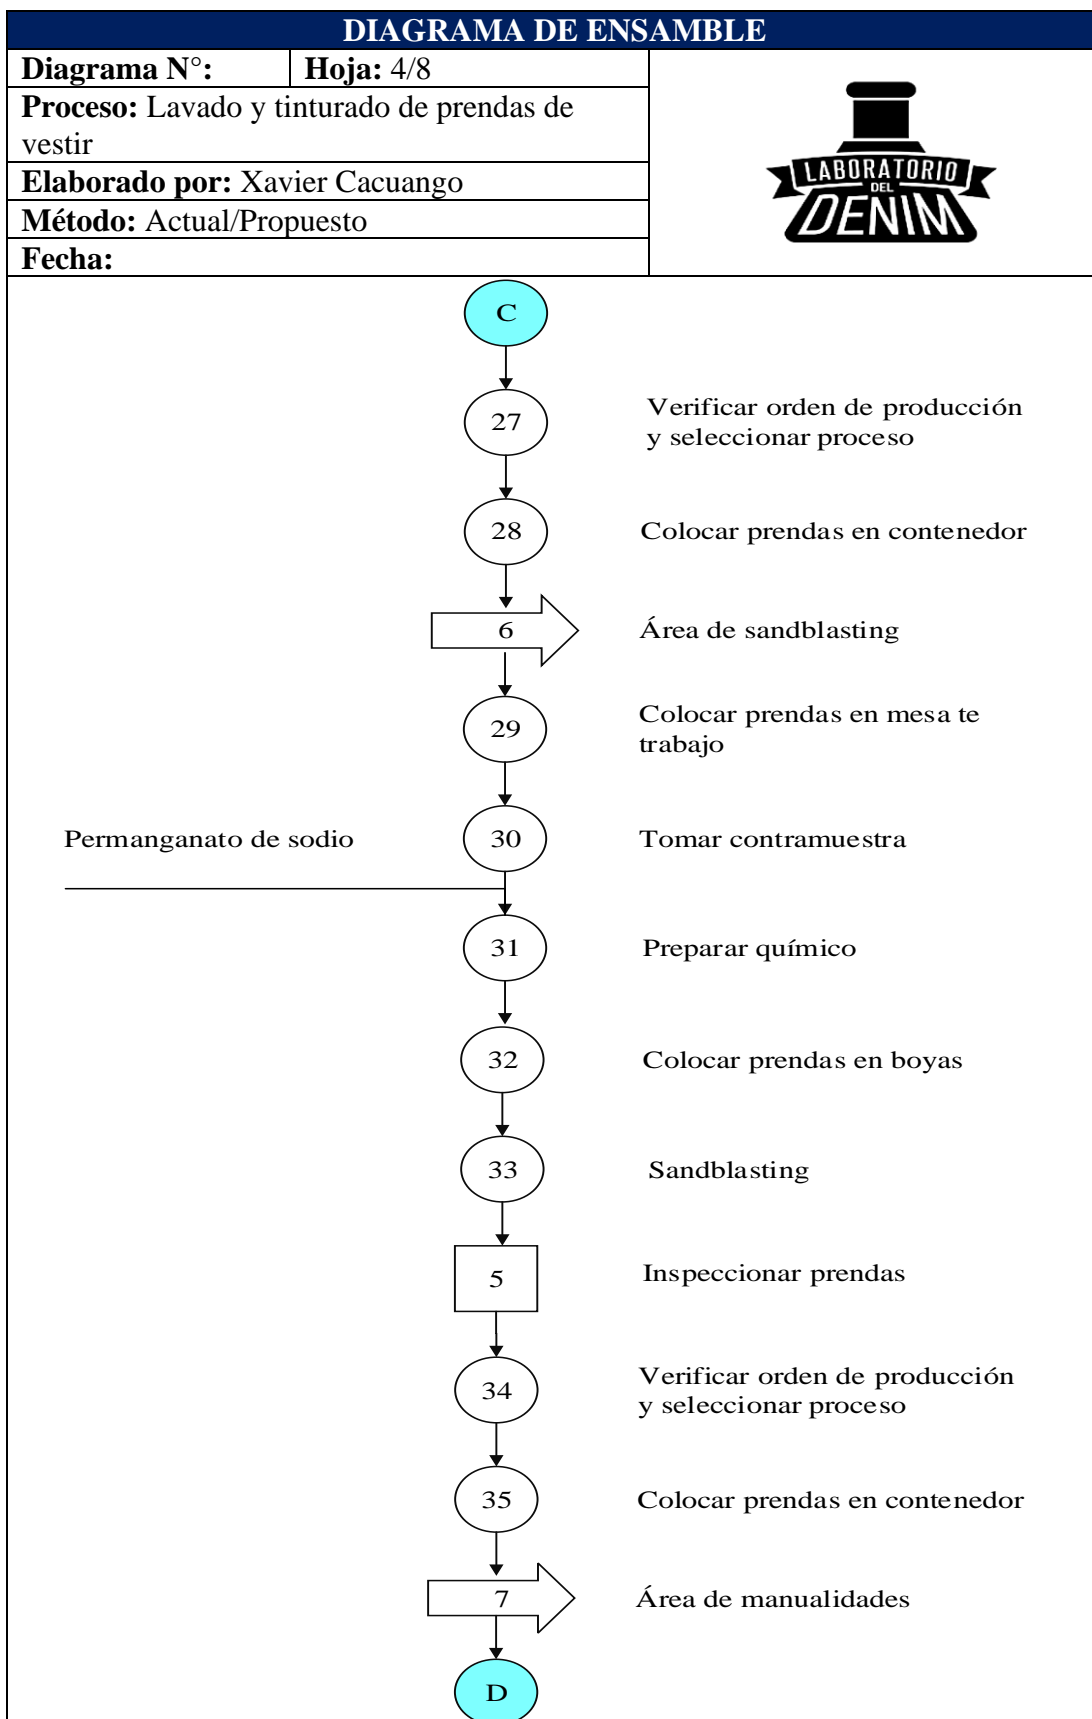 DIAGRAMA DE ENSAMBLE
Diagrama N°:
Hoja: 4/8
Proceso: Lavado y tinturado de prendas de
vestir
Elaborado por: Xavier Cacuango
Método: Actual/Propuesto
Fecha:
LABORATORIO
DEL
DENIM
C
27
Verificar orden de producción
y seleccionar proceso
28
Colocar prendas en contenedor
6
Área de sandblasting
29
Colocar prendas en mesa te
trabajo
Permanganato de sodio
30
Tomar contramuestra
31
Preparar químico
32
Colocar prendas en boyas
33
Sandblasting
5
Inspeccionar prendas
34
Verificar orden de producción
y seleccionar proceso
35
Colocar prendas en contenedor
7
Área de manualidades
D